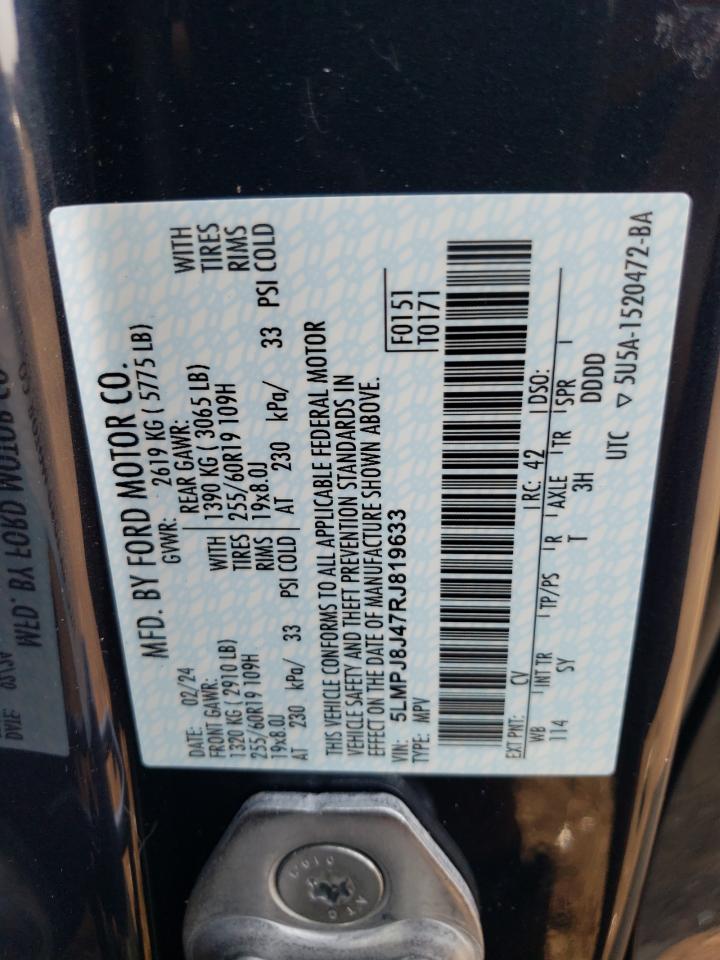 MFD. BY FORD MOTOR CO.
DATE: 02/24 GVWR: 2619 KG ( 5775 LB)
FRONT GAWR: REAR GAWR:
1320 KG ( 2910 LB) WITH 1390 KG ( 3065 LB) WITH
255/60R19 109H TIRES 255/60R19 109H TIRES
19x8.0J RIMS 19x8.0J RIMS
AT 230 kPa/ 33 PSI COLD AT 230 kPa/ 33 PSI COLD
THIS VEHICLE CONFORMS TO ALL APPLICABLE FEDERAL MOTOR
VEHICLE SAFETY AND THEFT PREVENTION STANDARDS IN
EFFECT ON THE DATE OF MANUFACTURE SHOWN ABOVE.
VIN: 5LMPJ8J47RJ819633 F0151
TYPE: MPV T0171
EXT PNT: CV RC: 42 DSO:
WB INT TR TP/PS R AXLE TR SPR
114 SY T 3H DDDD
UTC ▽ 5U5A-1520472-BA